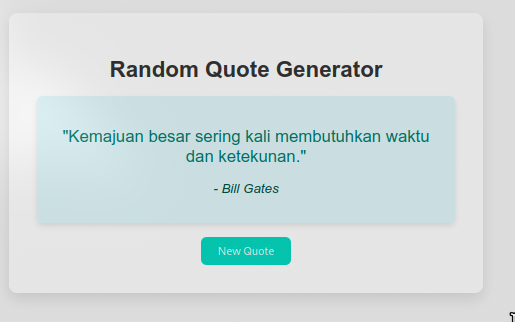 Random Quote Generator
"Kemajuan besar sering kali membutuhkan waktu
dan ketekunan."
- Bill Gates
New Quote